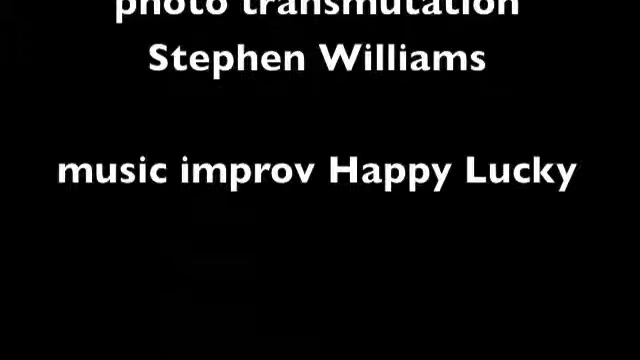 photo transmutation
Stephen Williams
music improv Happy Lucky